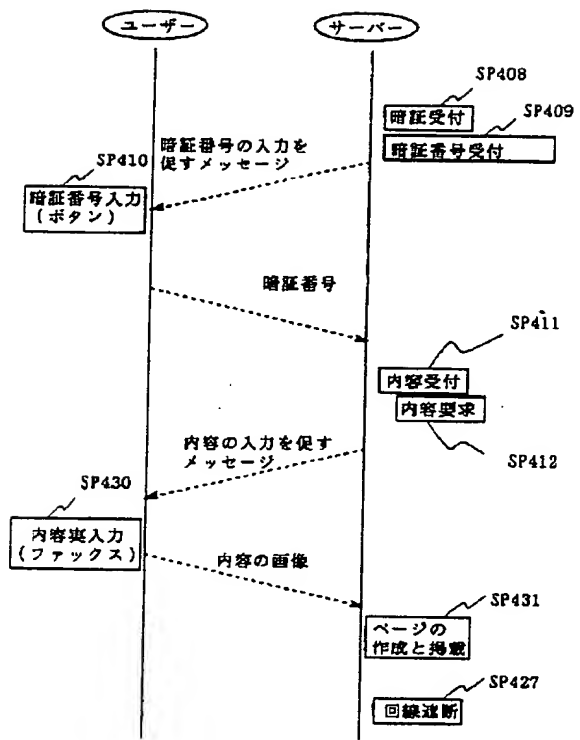 ユーザー
サーバー
SP408
暗証受付
SP409
暗証番号受付
暗証番号の入力を
促すメッセージ
SP410
暗証番号入力
(ボタン)
暗証番号
SP411
内容受付
内容要求
SP412
内容の入力を促す
メッセージ
SP430
内容実入力
(ファックス)
内容の画像
SP431
ページの
作成と掲載
SP427
回線遮断